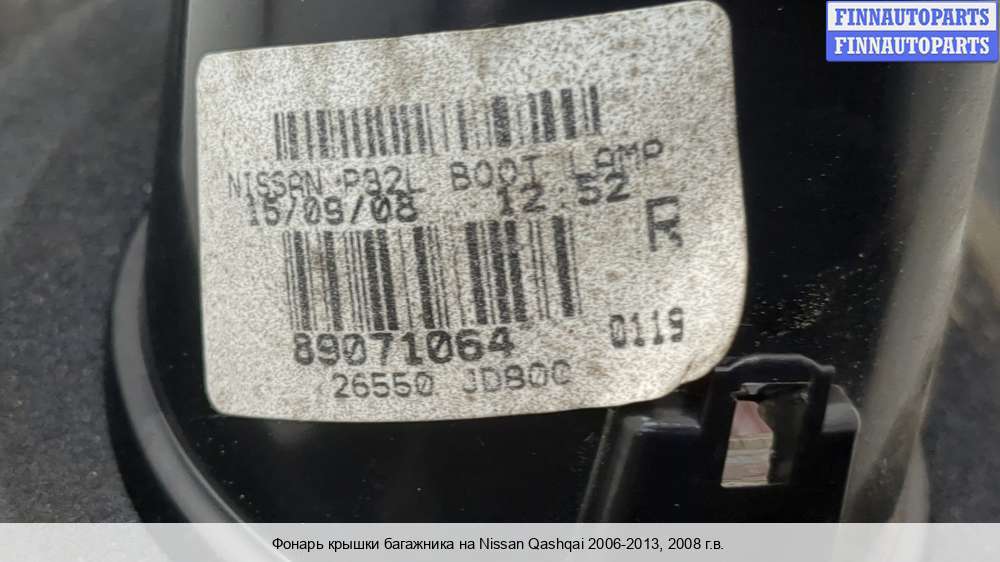 FINNAUTOPARTS
FINNAUTOPARTS
NISSAN P32L BOOT LAMP
15/09/08 12 52
R
89071064
0119
26550 JD800
Фонарь крышки багажника на Nissan Qashqai 2006-2013, 2008 г.в.